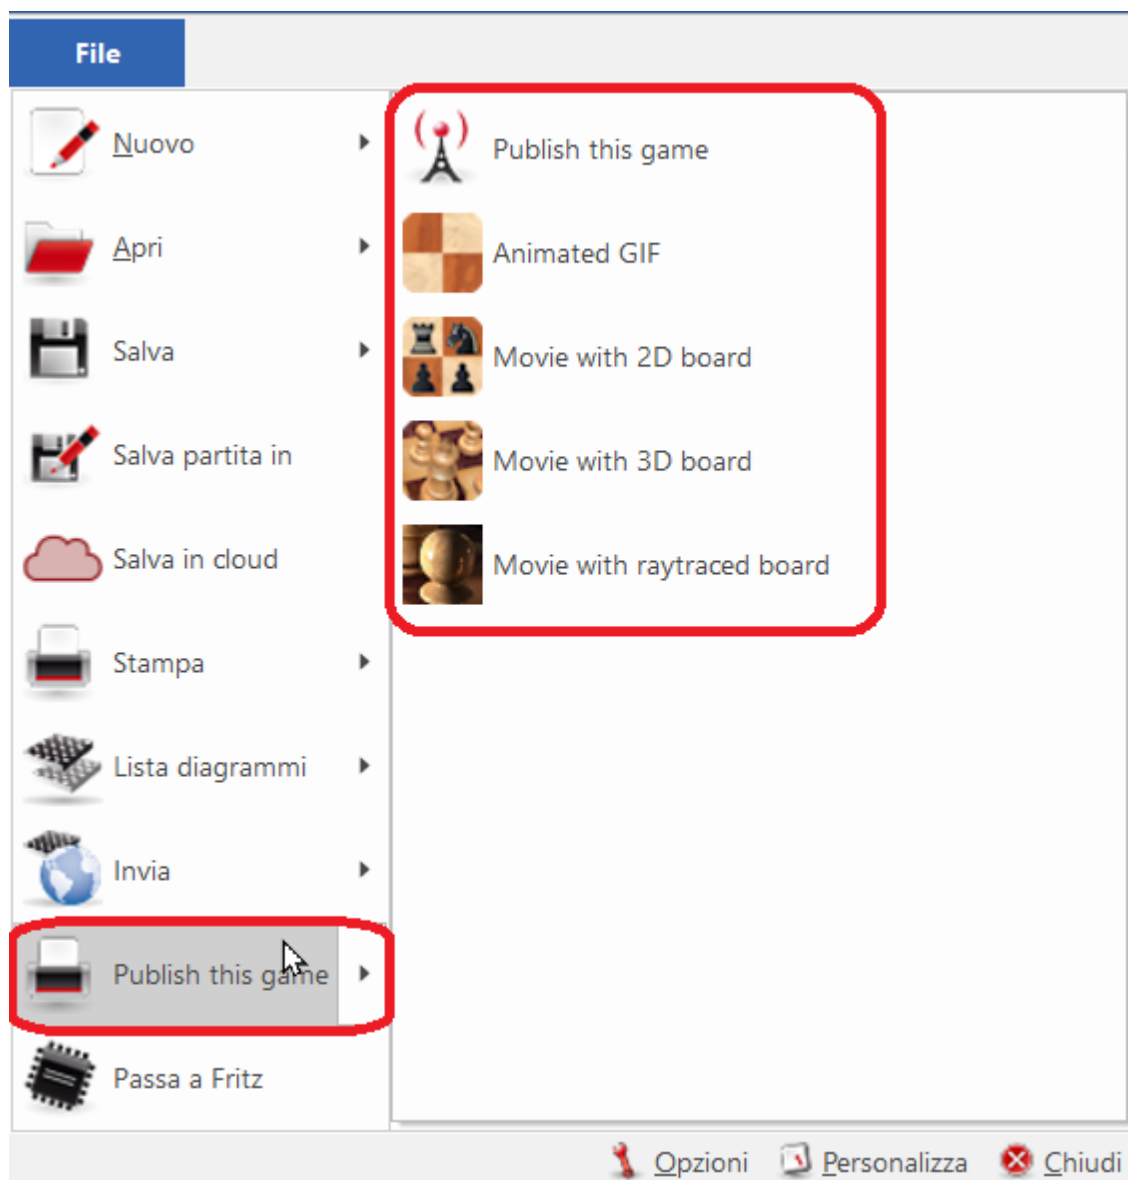 File
Nuovo
Apri
Salva
Salva partita in
Salva in cloud
Stampa
Lista diagrammi
Invia
Publish this game
Passa a Fritz
Publish this game
Animated GIF
Movie with 2D board
Movie with 3D board
Movie with raytraced board
Opzioni Personalizza Chiudi